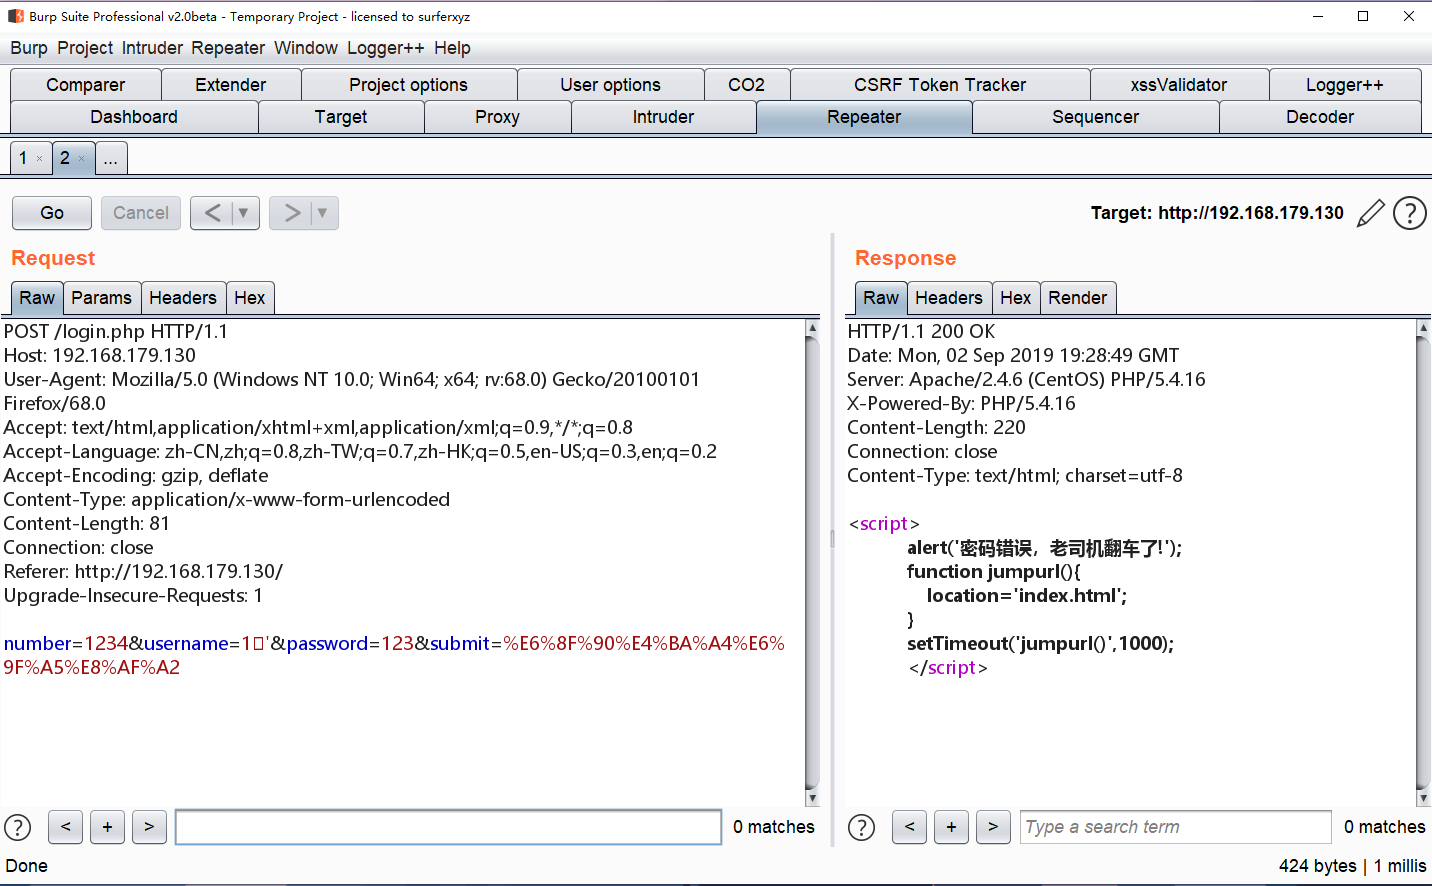 Burp Suite Professional v2.0beta - Temporary Project - licensed to surferxyz
Burp Project Intruder Repeater Window Logger++ Help
Comparer Extender Project options User options CO2 CSRF Token Tracker xssValidator Logger++
Dashboard Target Proxy Intruder Repeater Sequencer Decoder
1 × 2 × ...
Go Cancel < ▼ > ▼ Target: http://192.168.179.130 ?
Request
Raw Params Headers Hex
POST /login.php HTTP/1.1
Host: 192.168.179.130
User-Agent: Mozilla/5.0 (Windows NT 10.0; Win64; x64; rv:68.0) Gecko/20100101
Firefox/68.0
Accept: text/html,application/xhtml+xml,application/xml;q=0.9,*/*;q=0.8
Accept-Language: zh-CN,zh;q=0.8,zh-TW;q=0.7,zh-HK;q=0.5,en-US;q=0.3,en;q=0.2
Accept-Encoding: gzip, deflate
Content-Type: application/x-www-form-urlencoded
Content-Length: 81
Connection: close
Referer: http://192.168.179.130/
Upgrade-Insecure-Requests: 1
number=1234&username=1▯'&password=123&submit=%E6%8F%90%E4%BA%A4%E6%
9F%A5%E8%AF%A2
? < + > 0 matches
Response
Raw Headers Hex Render
HTTP/1.1 200 OK
Date: Mon, 02 Sep 2019 19:28:49 GMT
Server: Apache/2.4.6 (CentOS) PHP/5.4.16
X-Powered-By: PHP/5.4.16
Content-Length: 220
Connection: close
Content-Type: text/html; charset=utf-8
<script>
alert('密码错误，老司机翻车了!');
function jumpurl(){
location='index.html';
}
setTimeout('jumpurl()',1000);
</script>
? < + > Type a search term 0 matches
Done 424 bytes | 1 millis